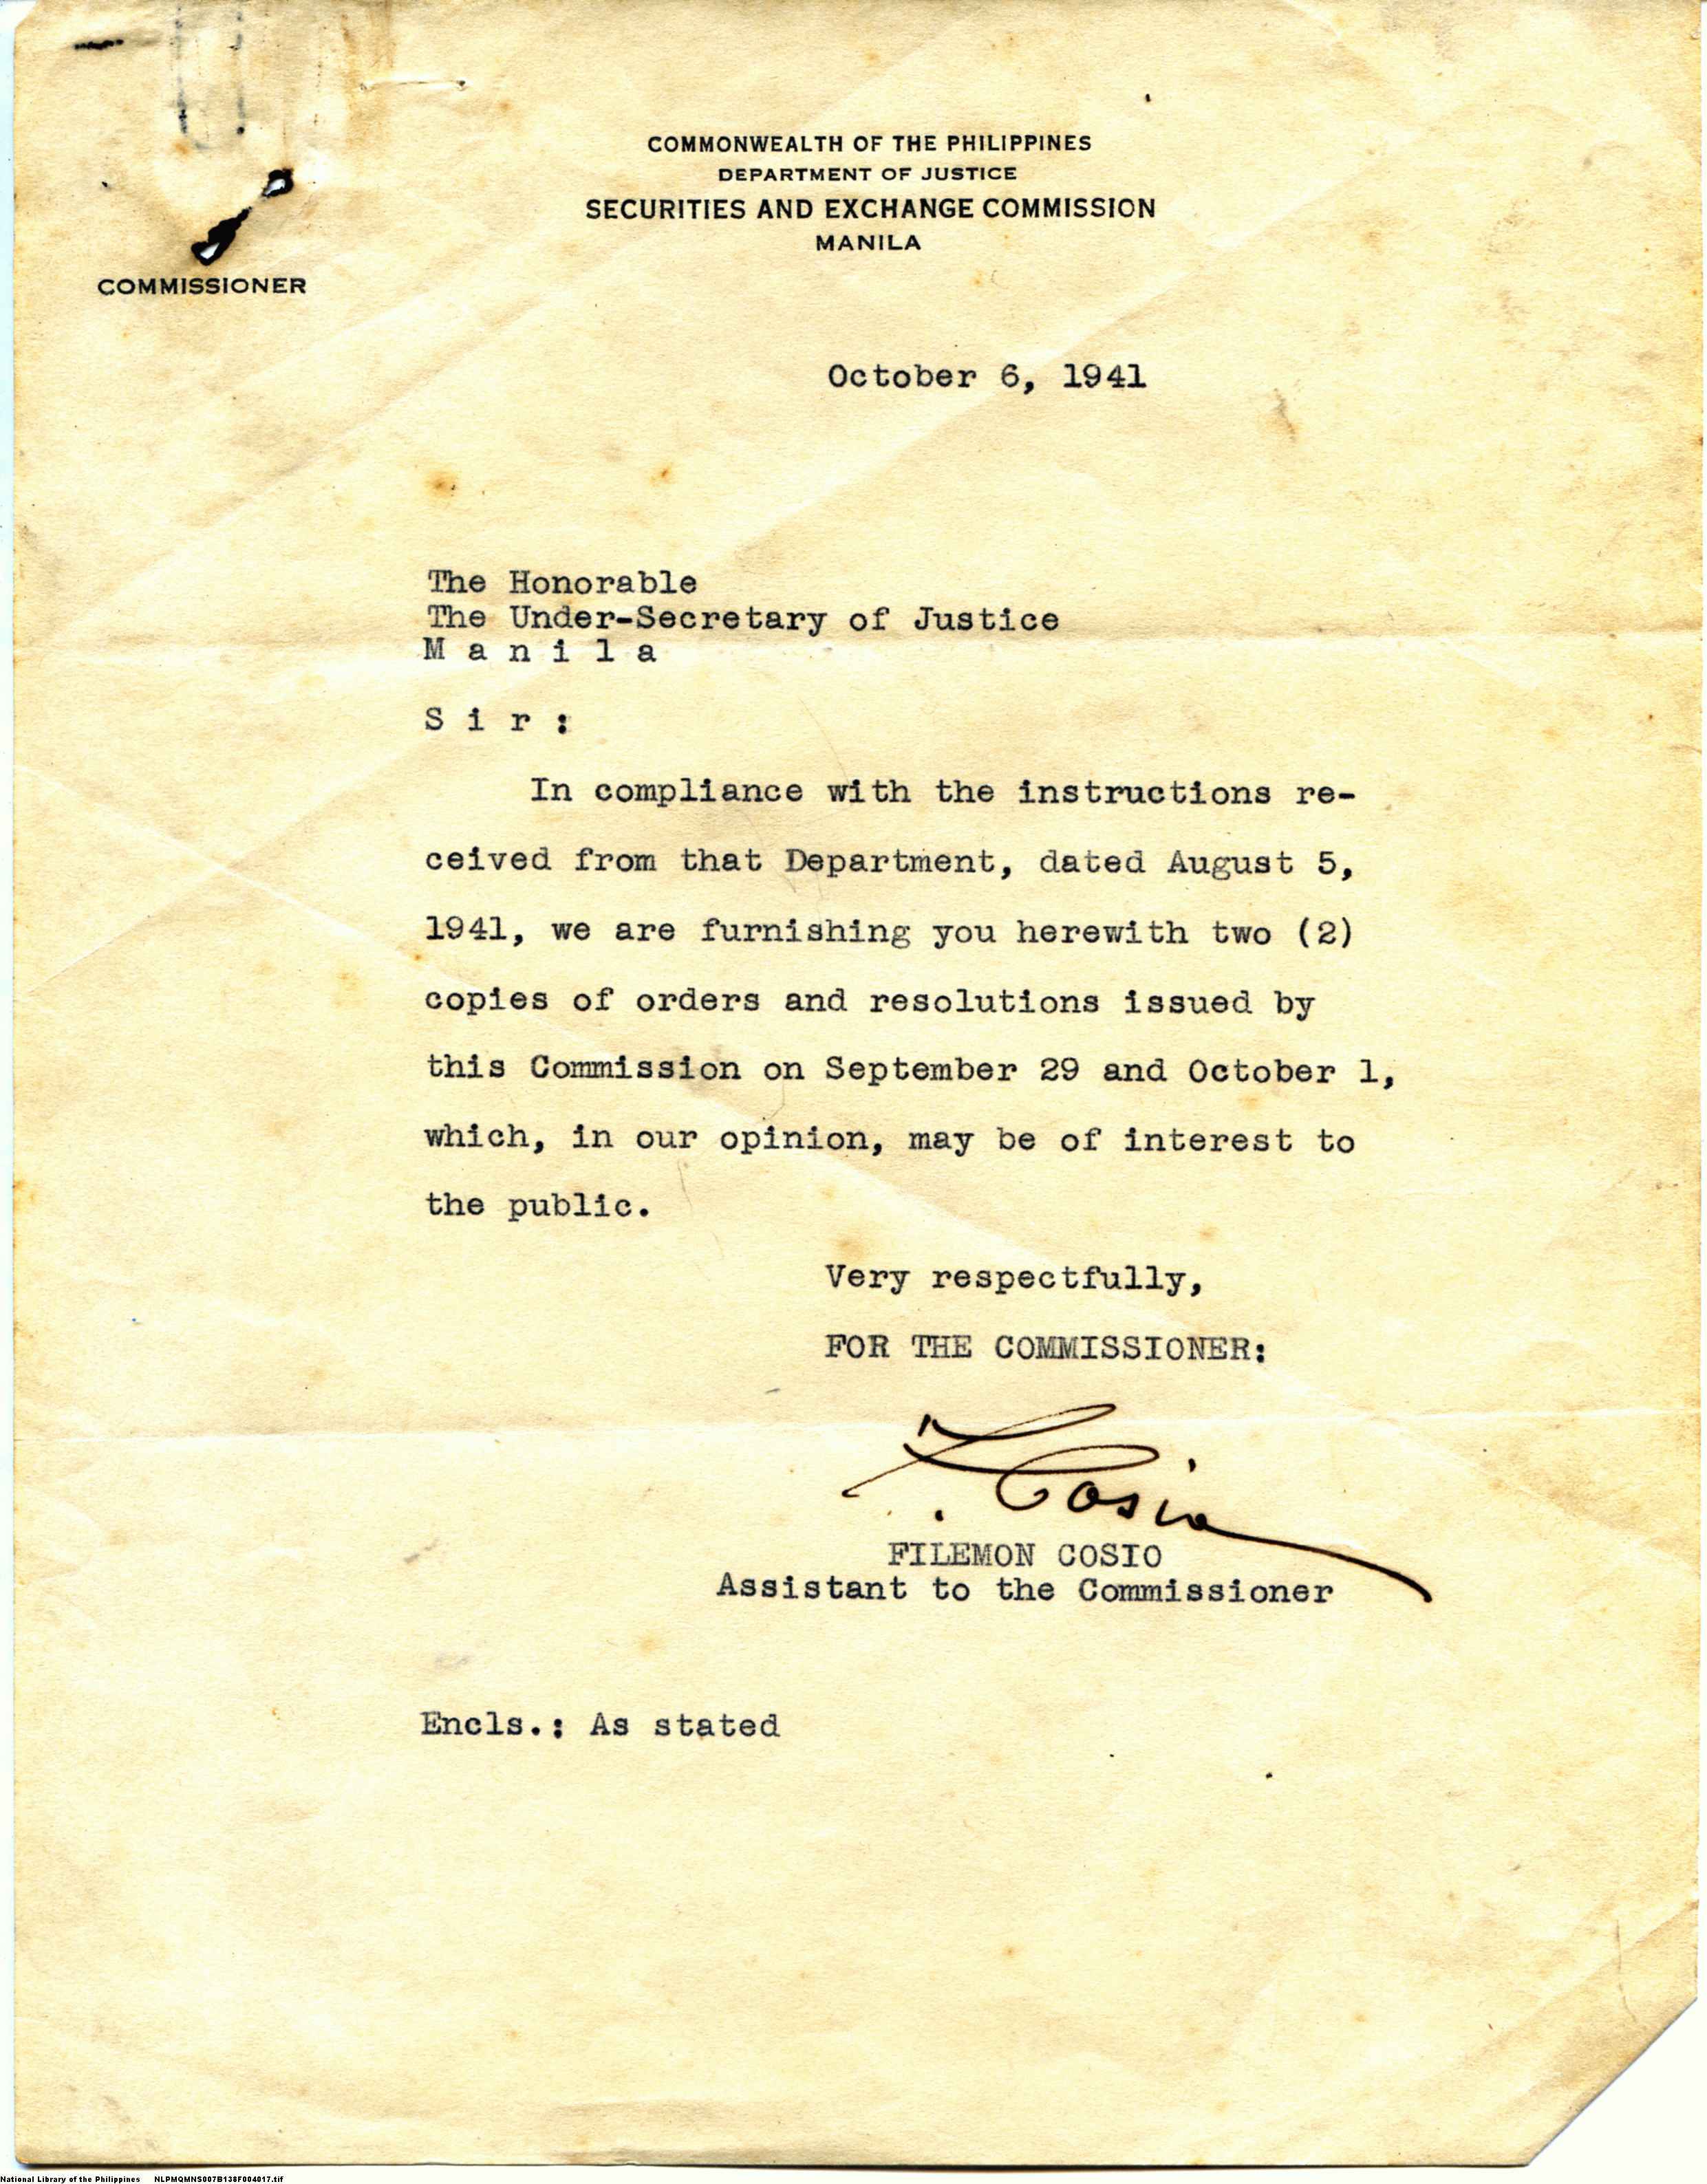 COMMONWEALTH OF THE PHILIPPINES
DEPARTMENT OF JUSTICE
SECURITIES AND EXCHANGE COMMISSION
MANILA
COMMISSIONER
October 6, 1941
The Honorable
The Under-Secretary of Justice
M a n i l a
S i r :
In compliance with the instructions re-
ceived from that Department, dated August 5,
1941, we are furnishing you herewith two (2)
copies of orders and resolutions issued by
this Commission on September 29 and October 1,
which, in our opinion, may be of interest to
the public.
Very respectfully,
FOR THE COMMISSIONER:
F. Cosio
FILEMON COSIO
Assistant to the Commissioner
Encls.: As stated
National Library of the Philippines NLPMQMNS007B138F004017.tif